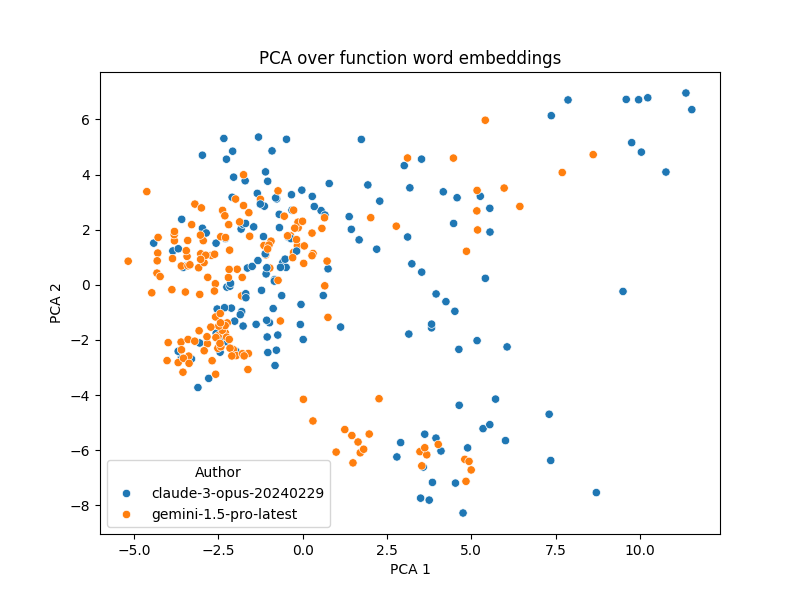 PCA over function word embeddings
PCA 2
6
4
2
0
−2
−4
−6
−8
Author
claude-3-opus-20240229
gemini-1.5-pro-latest
−5.0
−2.5
0.0
2.5
5.0
7.5
10.0
PCA 1